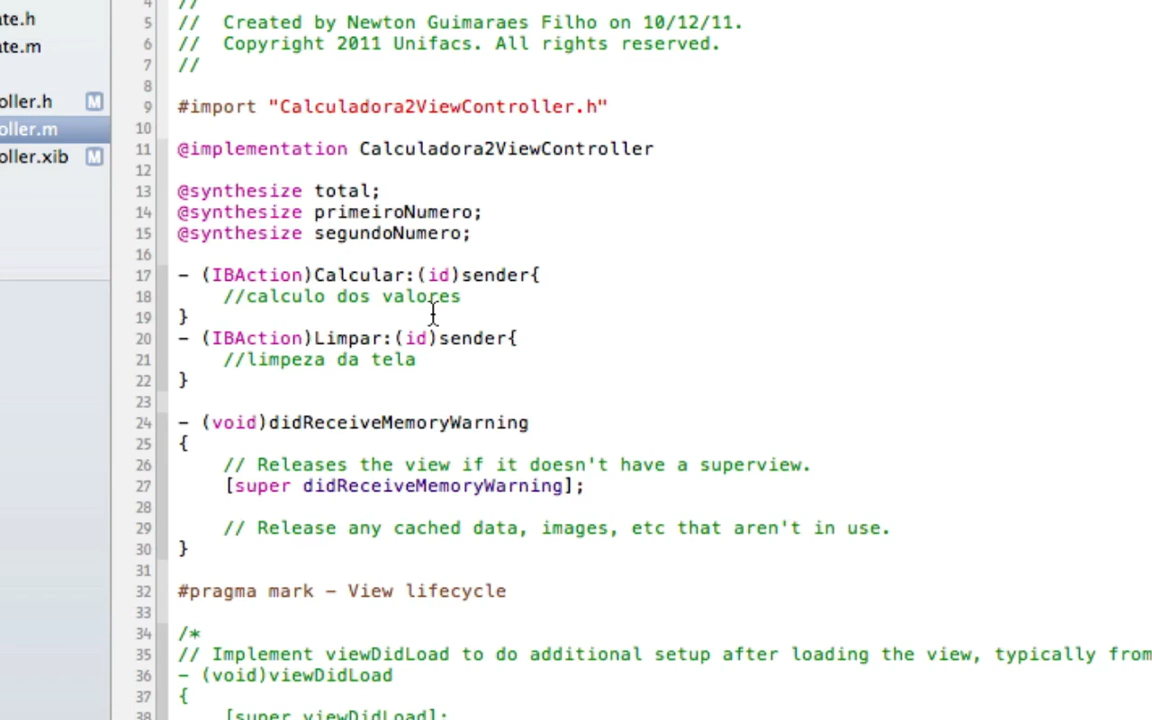 ate.h
ate.m
oller.h M
oller.m
oller.xib M
4 //
5 // Created by Newton Guimaraes Filho on 10/12/11.
6 // Copyright 2011 Unifacs. All rights reserved.
7 //
8
9 #import "Calculadora2ViewController.h"
10
11 @implementation Calculadora2ViewController
12
13 @synthesize total;
14 @synthesize primeiroNumero;
15 @synthesize segundoNumero;
16
17 - (IBAction)Calcular:(id)sender{
18 //calculo dos valores
19 }
20 - (IBAction)Limpar:(id)sender{
21 //limpeza da tela
22 }
23
24 - (void)didReceiveMemoryWarning
25 {
26 // Releases the view if it doesn't have a superview.
27 [super didReceiveMemoryWarning];
28
29 // Release any cached data, images, etc that aren't in use.
30 }
31
32 #pragma mark - View lifecycle
33
34 /*
35 // Implement viewDidLoad to do additional setup after loading the view, typically from
36 - (void)viewDidLoad
37 {
38 [super viewDidLoad];